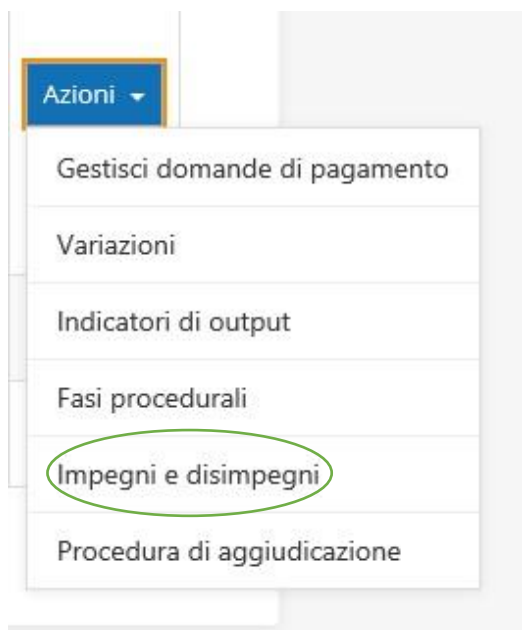 Azioni
Gestisci domande di pagamento
Variazioni
Indicatori di output
Fasi procedurali
Impegni e disimpegni
Procedura di aggiudicazione